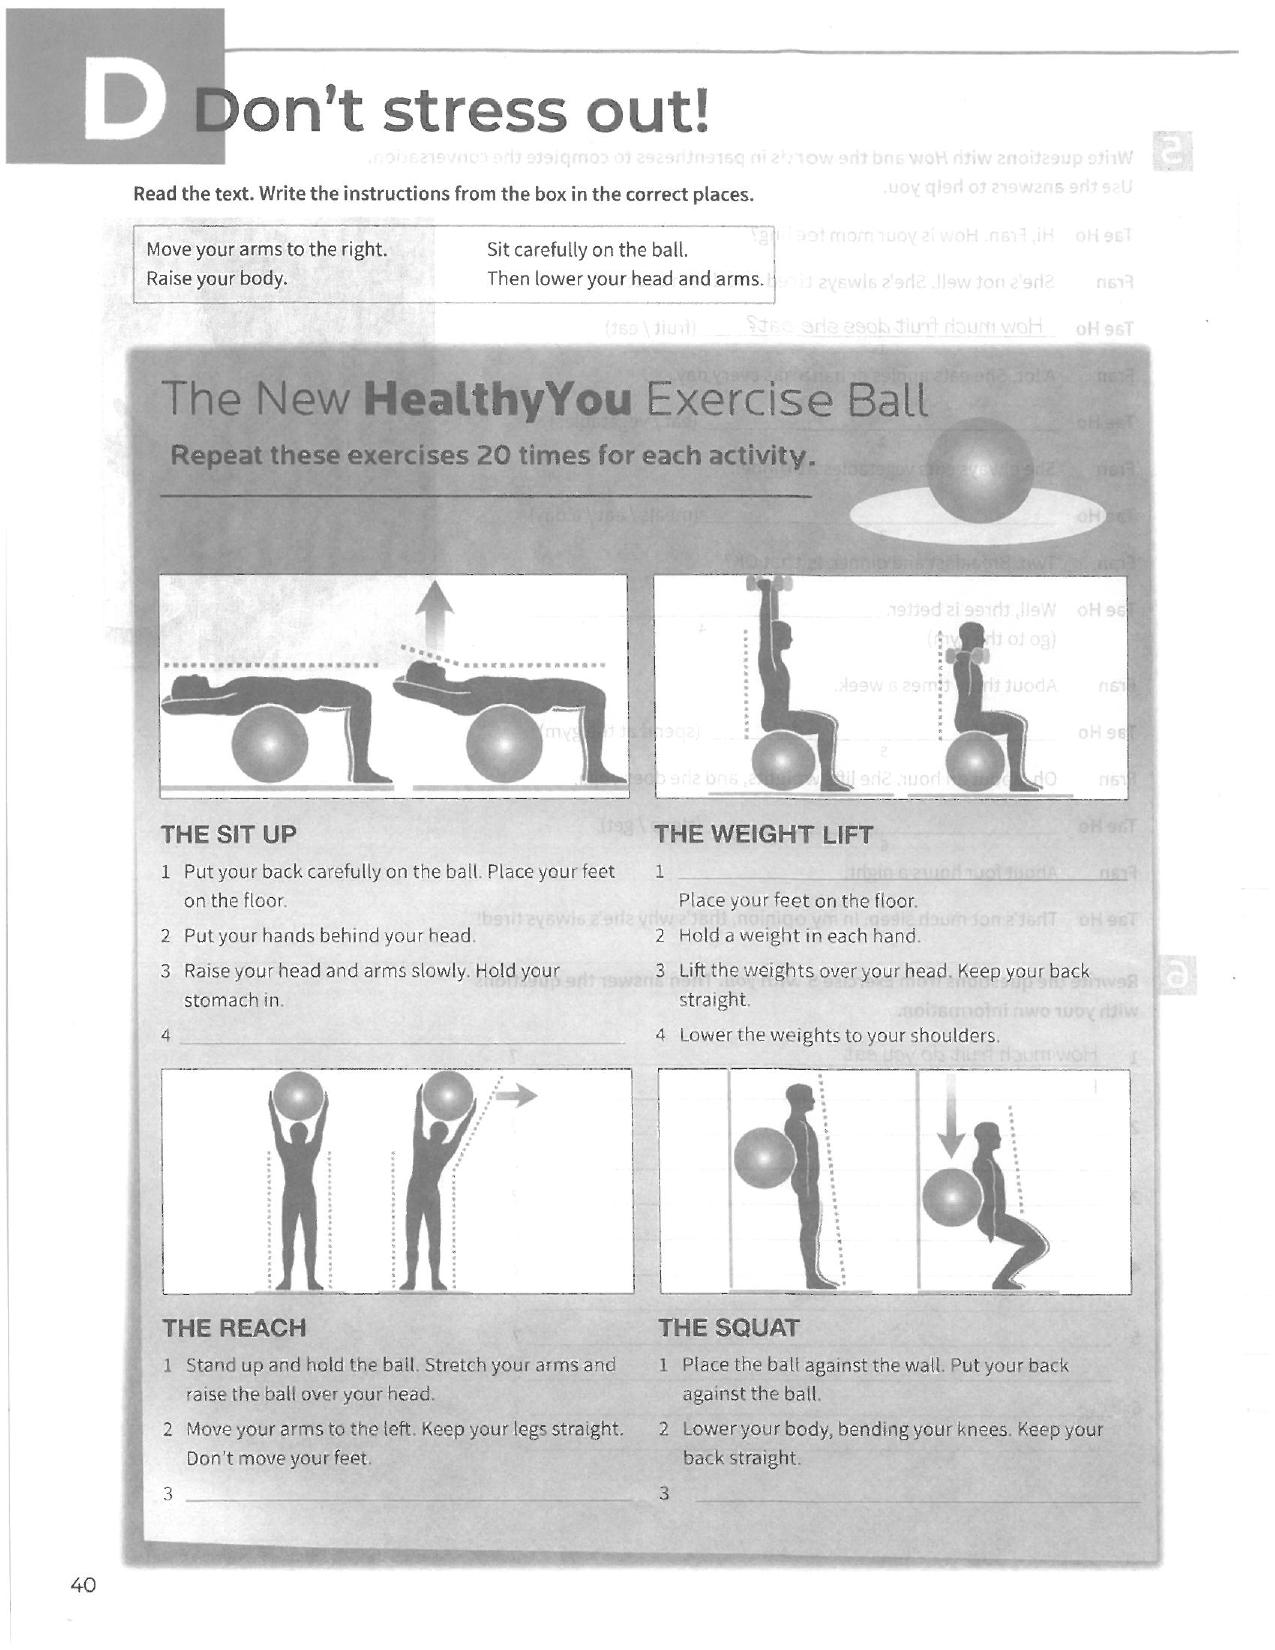 D Don't stress out!
Read the text. Write the instructions from the box in the correct places.
Move your arms to the right. Sit carefully on the ball.
Raise your body. Then lower your head and arms.
The New HealthyYou Exercise Ball
Repeat these exercises 20 times for each activity.
THE SIT UP
1 Put your back carefully on the ball. Place your feet
on the floor.
2 Put your hands behind your head.
3 Raise your head and arms slowly. Hold your
stomach in.
4
THE WEIGHT LIFT
1
Place your feet on the floor.
2 Hold a weight in each hand.
3 Lift the weights over your head. Keep your back
straight.
4 Lower the weights to your shoulders.
THE REACH
1 Stand up and hold the ball. Stretch your arms and
raise the ball over your head.
2 Move your arms to the left. Keep your legs straight.
Don't move your feet.
3
THE SQUAT
1 Place the ball against the wall. Put your back
against the ball.
2 Lower your body, bending your knees. Keep your
back straight.
3
40